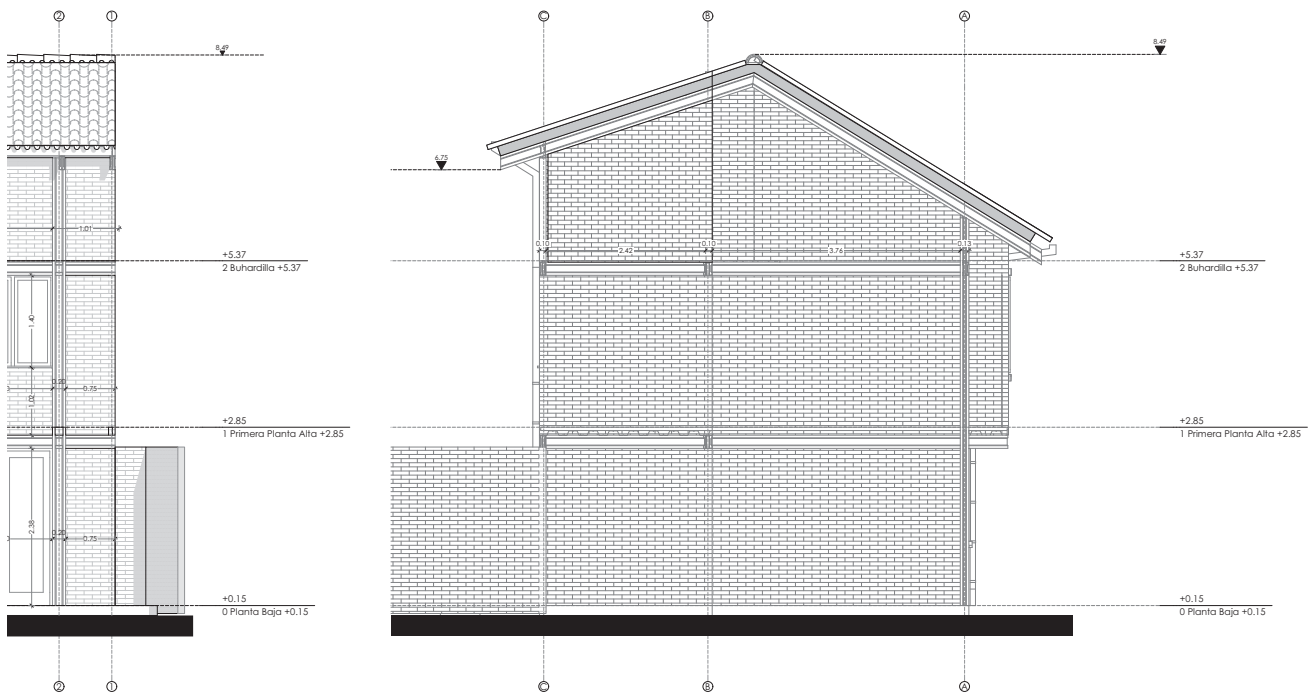 2
1
C
B
A
8.49
8.49
6.75
1.01
0.10
2.42
0.10
3.76
0.13
+5.37
2 Buhardilla +5.37
+5.37
2 Buhardilla +5.37
1.40
0.20
0.75
1.02
+2.85
1 Primera Planta Alta +2.85
+2.85
1 Primera Planta Alta +2.85
2.38
0.20
0.75
+0.15
0 Planta Baja +0.15
+0.15
0 Planta Baja +0.15
2
1
C
B
A